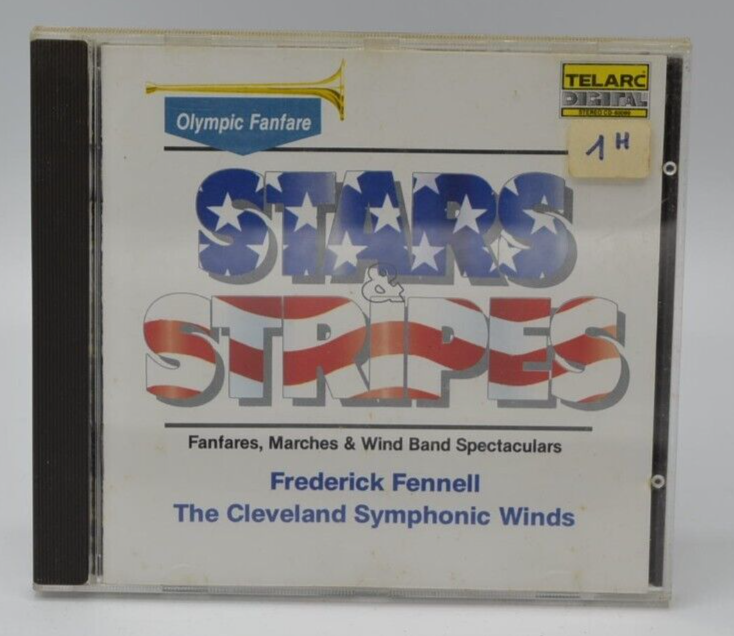 Olympic Fanfare
TELARC
DIGITAL
1 H
STARS
&
STRIPES
Fanfares, Marches & Wind Band Spectaculars
Frederick Fennell
The Cleveland Symphonic Winds